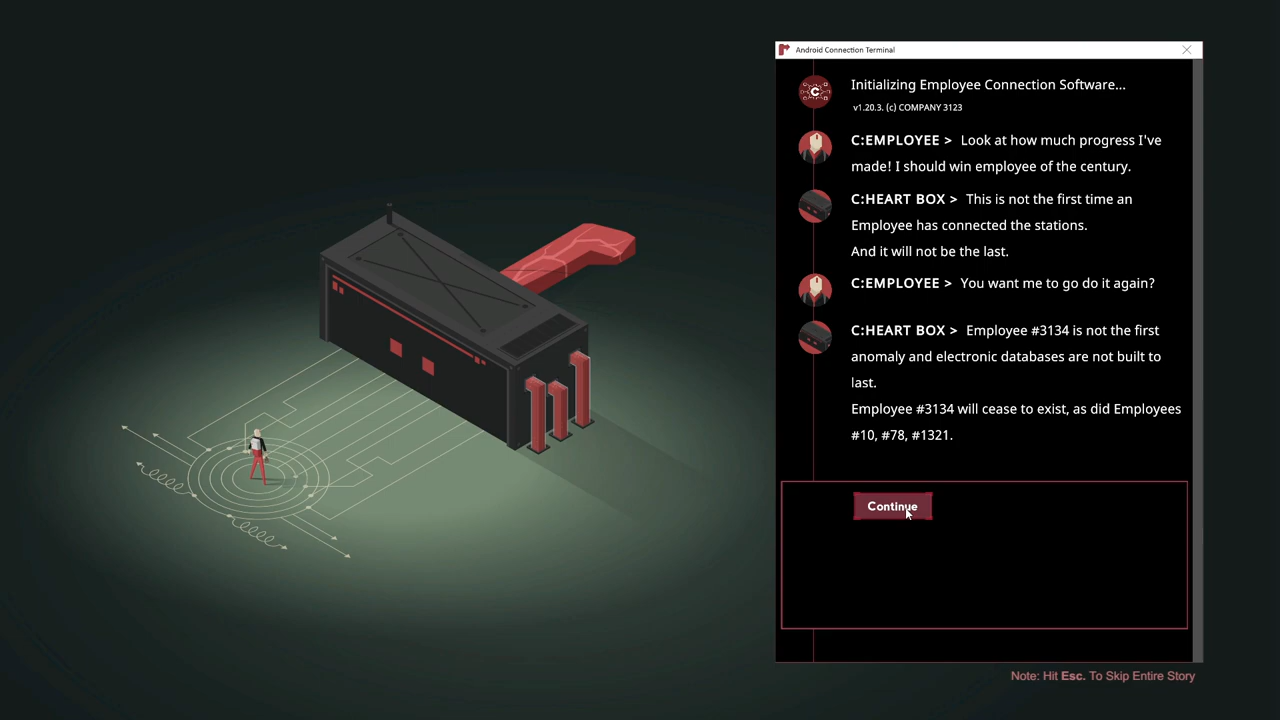 Android Connection Terminal
C
Initializing Employee Connection Software...
v1.20.3. (c) COMPANY 3123
C:EMPLOYEE > Look at how much progress I've
made! I should win employee of the century.
C:HEART BOX > This is not the first time an
Employee has connected the stations.
And it will not be the last.
C:EMPLOYEE > You want me to go do it again?
C:HEART BOX > Employee #3134 is not the first
anomaly and electronic databases are not built to
last.
Employee #3134 will cease to exist, as did Employees
#10, #78, #1321.
Continue
Note: Hit Esc. To Skip Entire Story